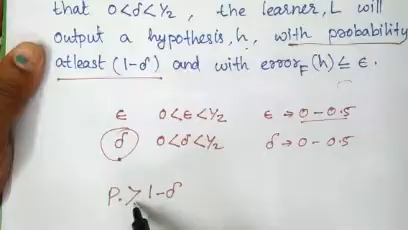 that 0<δ<1/2, the learner, L will
output a hypothesis, h, with probability
atleast (1-δ) and with error_F(h) ≤ ϵ.
ϵ 0<ϵ<1/2 ϵ → 0 - 0.5
δ 0<δ<1/2 δ → 0 - 0.5
P. > 1-δ